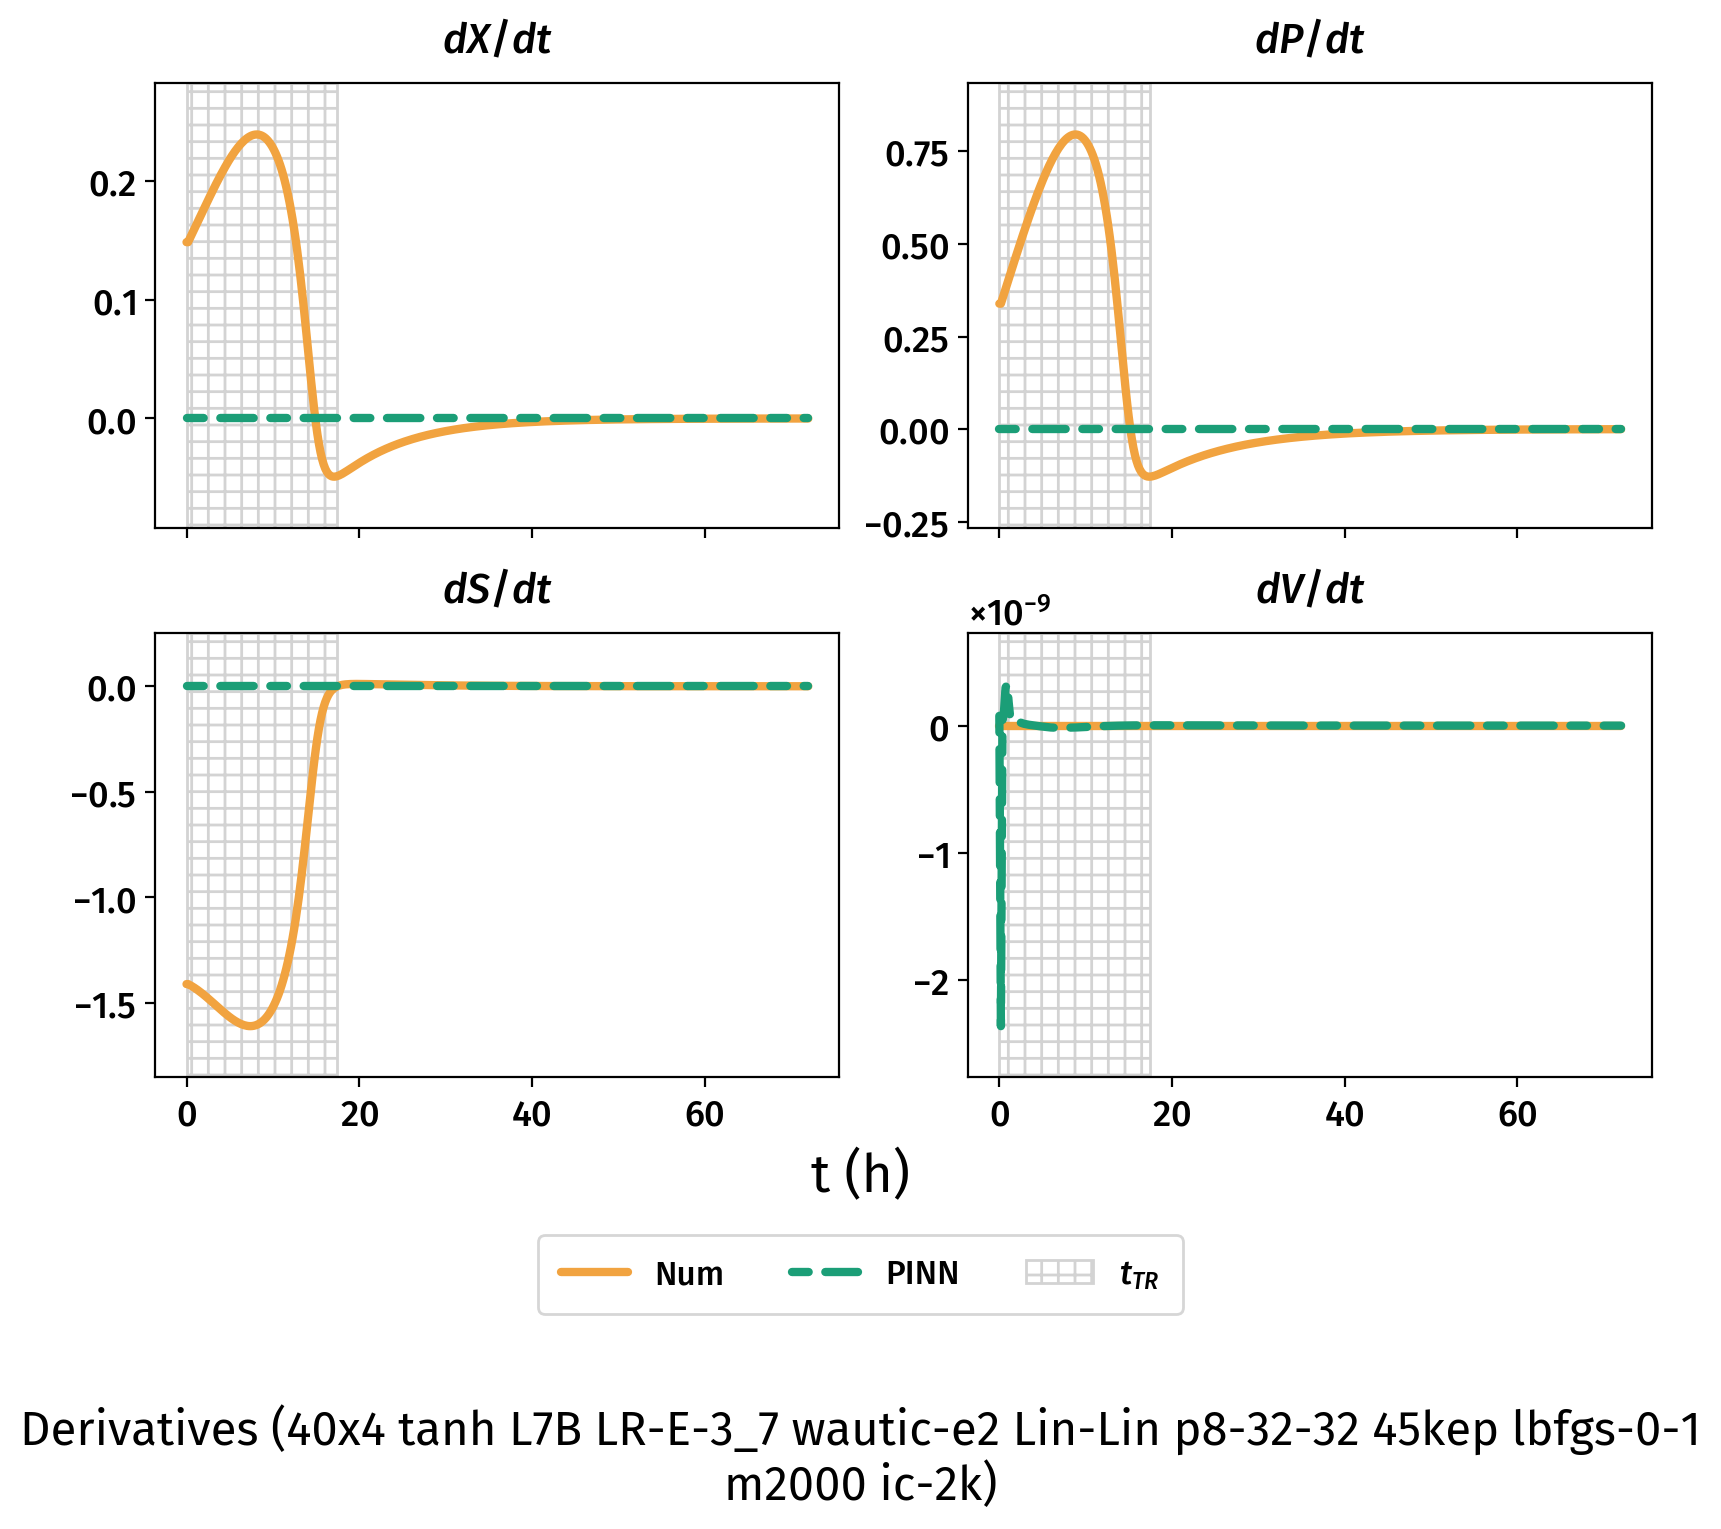 dX/dt
dP/dt
0.2
0.1
0.0
0.75
0.50
0.25
0.00
−0.25
dS/dt
dV/dt
×10⁻⁹
0.0
−0.5
−1.0
−1.5
0
−1
−2
0 20 40 60
0 20 40 60
t (h)
Num PINN t_TR
Derivatives (40x4 tanh L7B LR-E-3_7 wautic-e2 Lin-Lin p8-32-32 45kep lbfgs-0-1
m2000 ic-2k)